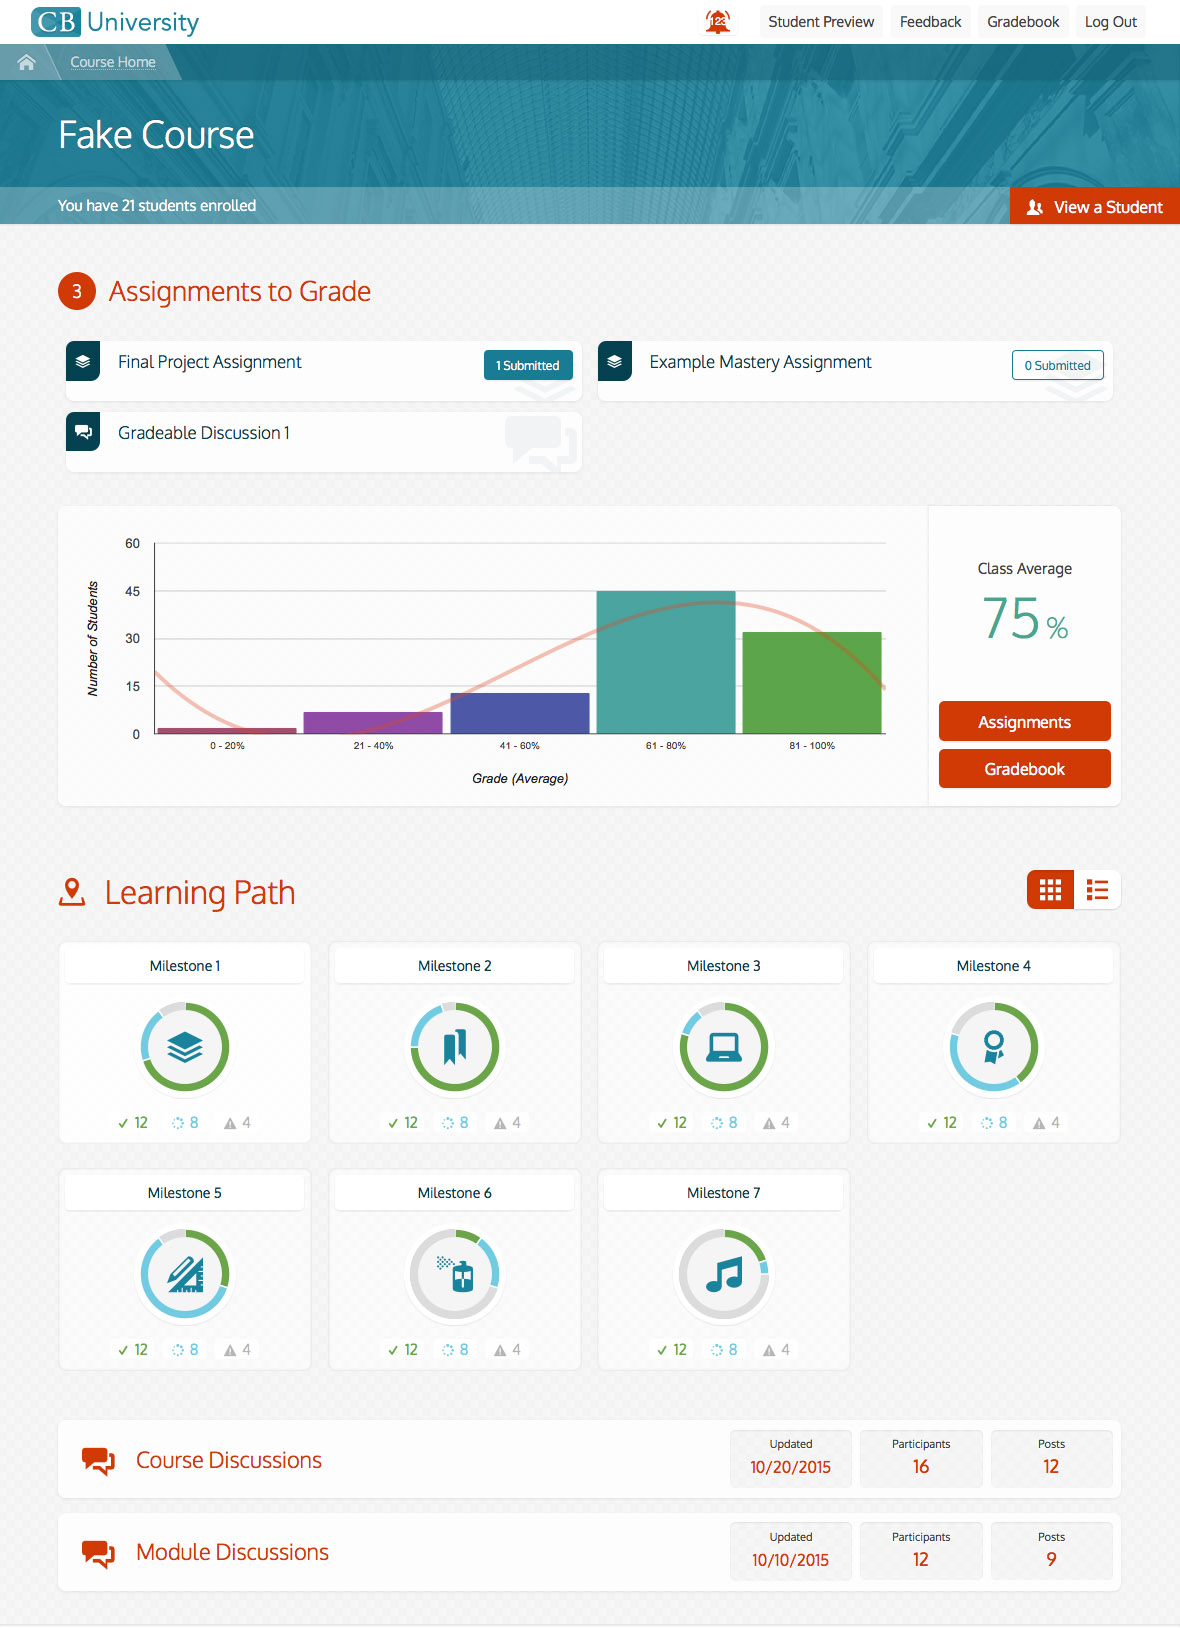 CB University
123
Student Preview
Feedback
Gradebook
Log Out
Course Home
Fake Course
You have 21 students enrolled
View a Student
3 Assignments to Grade
Final Project Assignment
1 Submitted
Example Mastery Assignment
0 Submitted
Gradeable Discussion 1
60
45
30
15
0
Number of Students
0 - 20%
21 - 40%
41 - 60%
61 - 80%
81 - 100%
Grade (Average)
Class Average
75 %
Assignments
Gradebook
Learning Path
Milestone 1
12 8 4
Milestone 2
12 8 4
Milestone 3
12 8 4
Milestone 4
12 8 4
Milestone 5
12 8 4
Milestone 6
12 8 4
Milestone 7
12 8 4
Course Discussions
Updated
10/20/2015
Participants
16
Posts
12
Module Discussions
Updated
10/10/2015
Participants
12
Posts
9